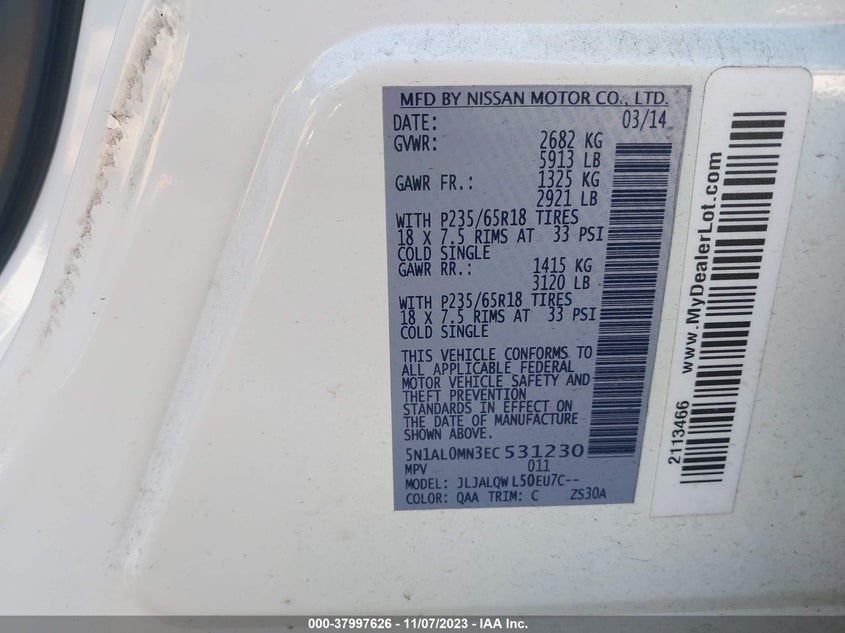 MFD BY NISSAN MOTOR CO., LTD.
DATE: 03/14
GVWR: 2682 KG
5913 LB
GAWR FR.: 1325 KG
2921 LB
WITH P235/65R18 TIRES
18 X 7.5 RIMS AT 33 PSI
COLD SINGLE
GAWR RR.: 1415 KG
3120 LB
WITH P235/65R18 TIRES
18 X 7.5 RIMS AT 33 PSI
COLD SINGLE
THIS VEHICLE CONFORMS TO
ALL APPLICABLE FEDERAL
MOTOR VEHICLE SAFETY AND
THEFT PREVENTION
STANDARDS IN EFFECT ON
THE DATE OF MANUFACTURE
SHOWN ABOVE.
5N1AL0MN3EC531230
MPV 011
MODEL: JLJALQWL50EU7C--
COLOR: QAA TRIM: C ZS30A
2113466 www.MyDealerLot.com
000-37997626 - 11/07/2023 - IAA Inc.